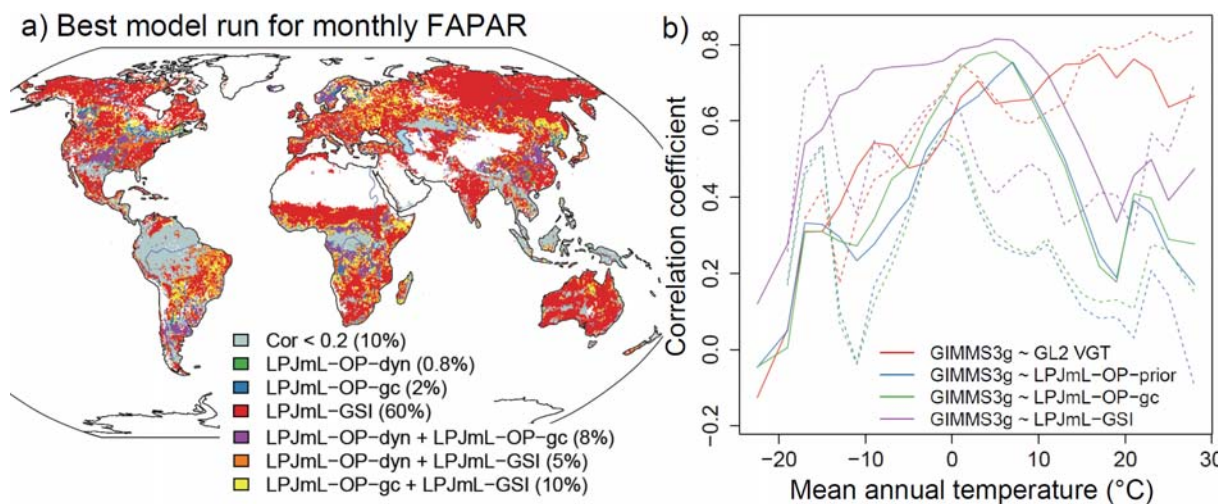 a) Best model run for monthly FAPAR
Cor < 0.2 (10%)
LPJmL−OP−dyn (0.8%)
LPJmL−OP−gc (2%)
LPJmL−GSI (60%)
LPJmL−OP−dyn + LPJmL−OP−gc (8%)
LPJmL−OP−dyn + LPJmL−GSI (5%)
LPJmL−OP−gc + LPJmL−GSI (10%)
b)
Correlation coefficient
0.8
0.6
0.4
0.2
0.0
−0.2
GIMMS3g ~ GL2 VGT
GIMMS3g ~ LPJmL−OP−prior
GIMMS3g ~ LPJmL−OP−gc
GIMMS3g ~ LPJmL−GSI
−20 −10 0 10 20 30
Mean annual temperature (°C)